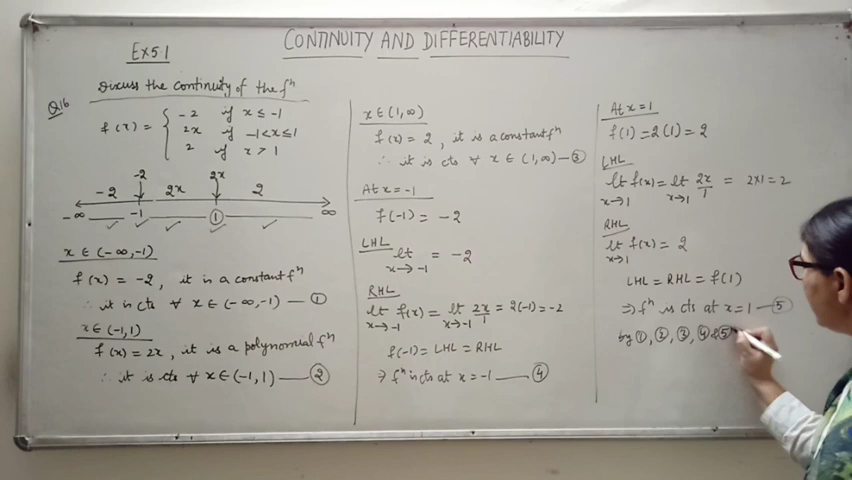 CONTINUITY AND DIFFERENTIABILITY
EX 5.1
Q16 Discuss the continuity of the fⁿ
f(x) = { -2 if x ≤ -1
2x if -1<x≤1
2 if x > 1
-2 2x
-2 2x 2
-∞ -1 1 ∞
x ∈ (-∞,-1)
f(x) = -2, it is a constant fⁿ
∴ it is cts ∀ x ∈ (-∞,-1) — ①
x ∈ (-1,1)
f(x) = 2x, it is a polynomial fⁿ
∴ it is cts ∀ x ∈ (-1,1) — ②
x ∈ (1,∞)
f(x) = 2, it is a constant fⁿ
∴ it is cts ∀ x ∈ (1,∞) — ③
At x = -1
f(-1) = -2
LHL
lt x→-1 = -2
RHL
lt x→-1 f(x) = lt x→-1 2x/1 = 2(-1) = -2
f(-1) = LHL = RHL
⇒ fⁿ is cts at x = -1 — ④
At x = 1
f(1) = 2(1) = 2
LHL
lt x→1 f(x) = lt x→1 2x/1 = 2×1 = 2
RHL
lt x→1 f(x) = 2
LHL = RHL = f(1)
⇒ fⁿ is cts at x = 1 — ⑤
by ①, ②, ③, ④ & ⑤